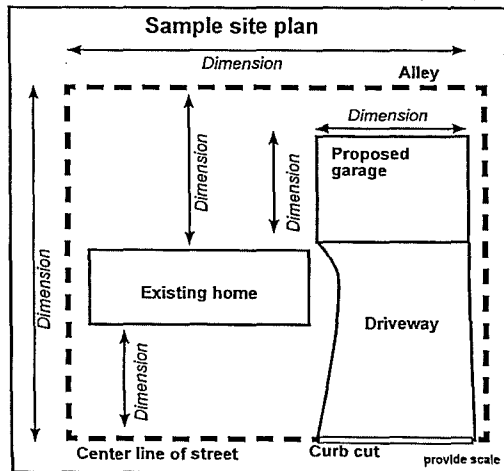 Sample site plan
Dimension
Alley
Dimension
Proposed
garage
Dimension
Dimension
Dimension
Existing home
Driveway
Dimension
Center line of street
Curb cut
provide scale